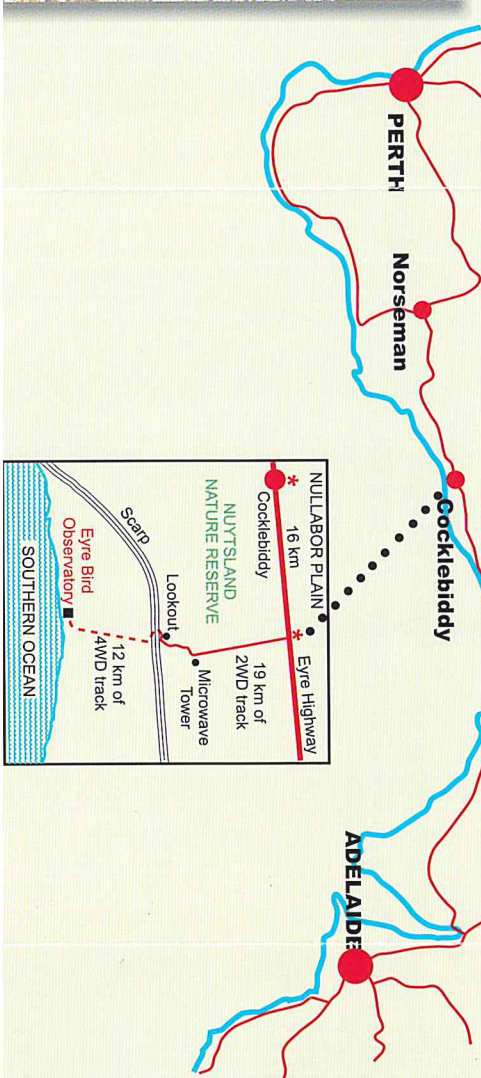 PERTH
Norseman
Cocklebiddy
ADELAIDE
NULLABOR PLAIN
Eyre Highway
*
*
Cocklebiddy
16 km
19 km of
2WD track
NUYTSLAND
NATURE RESERVE
Microwave
Tower
Lookout
Scarp
12 km of
4WD track
Eyre Bird
Observatory
SOUTHERN OCEAN